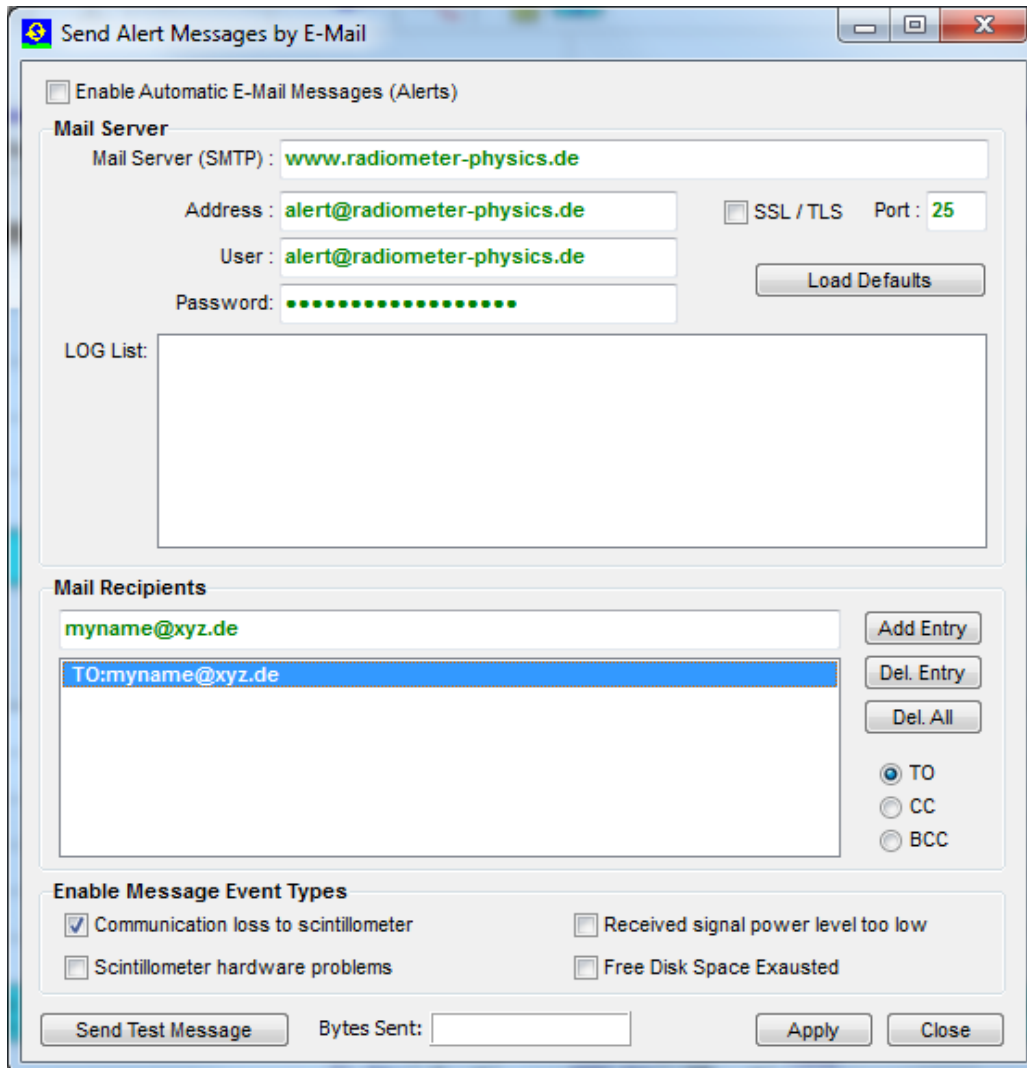 Send Alert Messages by E-Mail
Enable Automatic E-Mail Messages (Alerts)
Mail Server
Mail Server (SMTP) : www.radiometer-physics.de
Address : alert@radiometer-physics.de SSL / TLS Port : 25
User : alert@radiometer-physics.de
Load Defaults
Password: ••••••••••••••••••
LOG List:
Mail Recipients
myname@xyz.de Add Entry
TO:myname@xyz.de Del. Entry
Del. All
TO
CC
BCC
Enable Message Event Types
Communication loss to scintillometer Received signal power level too low
Scintillometer hardware problems Free Disk Space Exausted
Send Test Message Bytes Sent: Apply Close